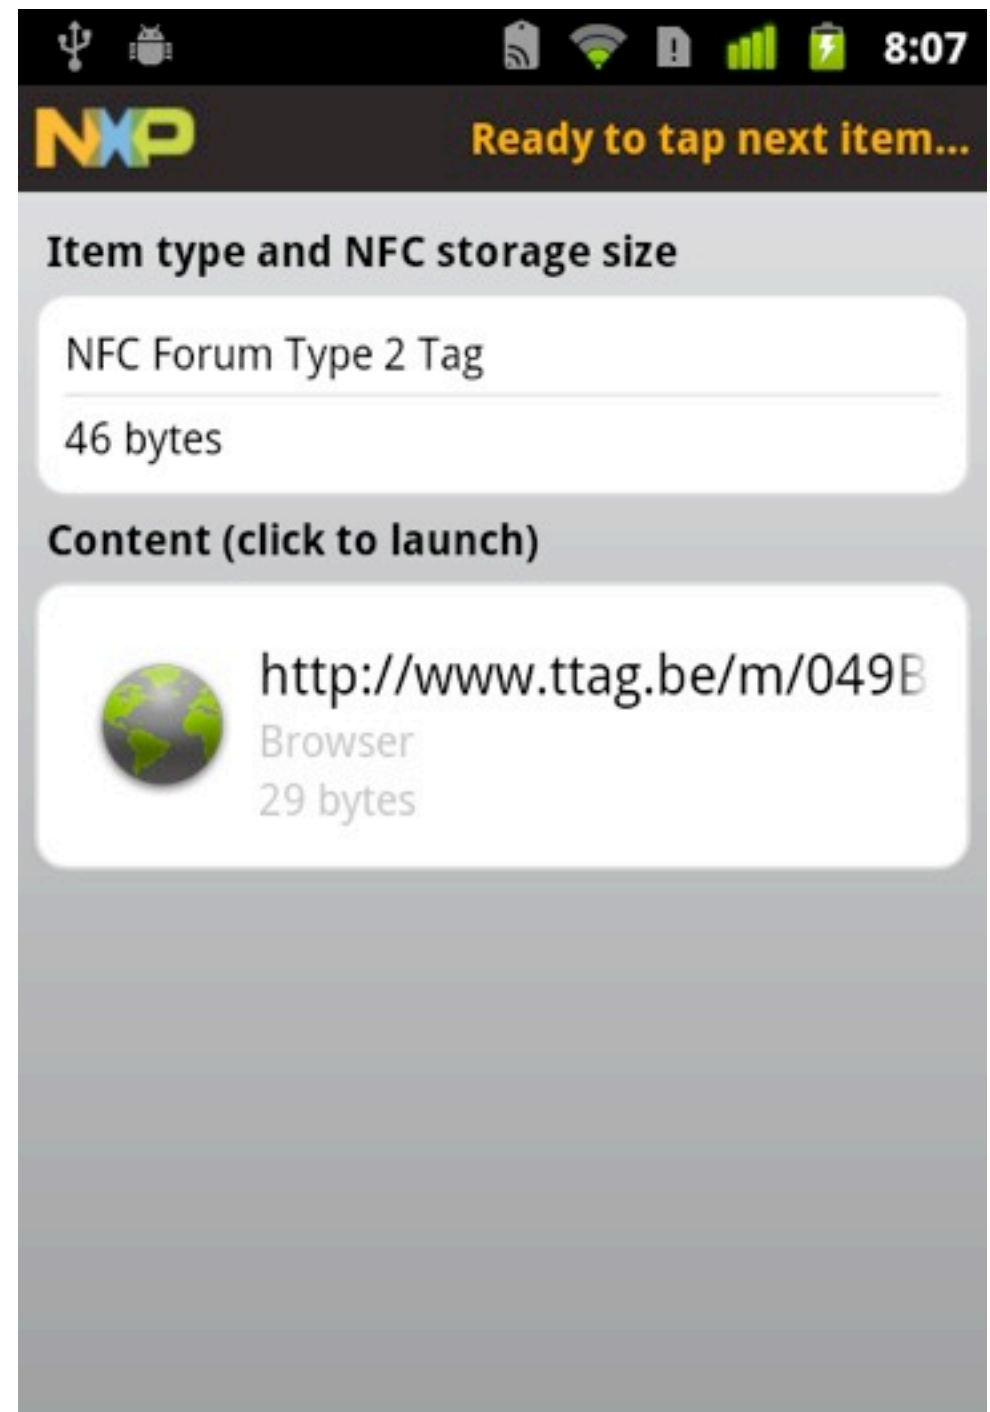 8:07
NXP
Ready to tap next item...
Item type and NFC storage size
NFC Forum Type 2 Tag
46 bytes
Content (click to launch)
http://www.ttag.be/m/049B
Browser
29 bytes